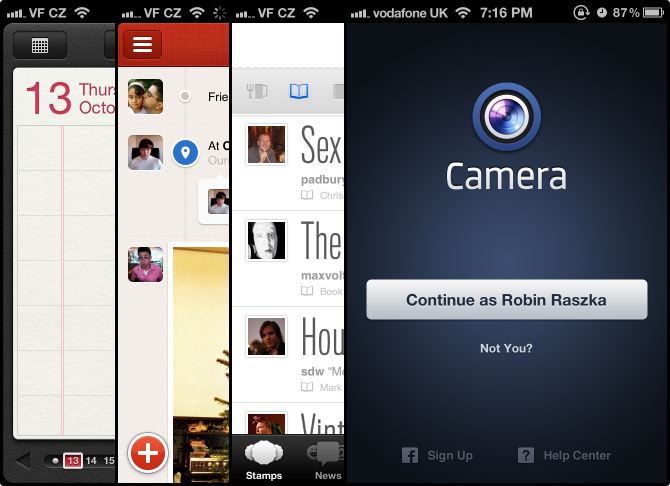 VF CZ
13 Thurs
Octo
13 14 15
VF CZ
Frie
At C
Our
VF CZ
Sex
padbury
Chris
The
maxvolt
Book
Hou
sdw "Mo
Mark
Vint
Stamps
News
vodafone UK 7:16 PM 87%
Camera
Continue as Robin Raszka
Not You?
Sign Up
Help Center